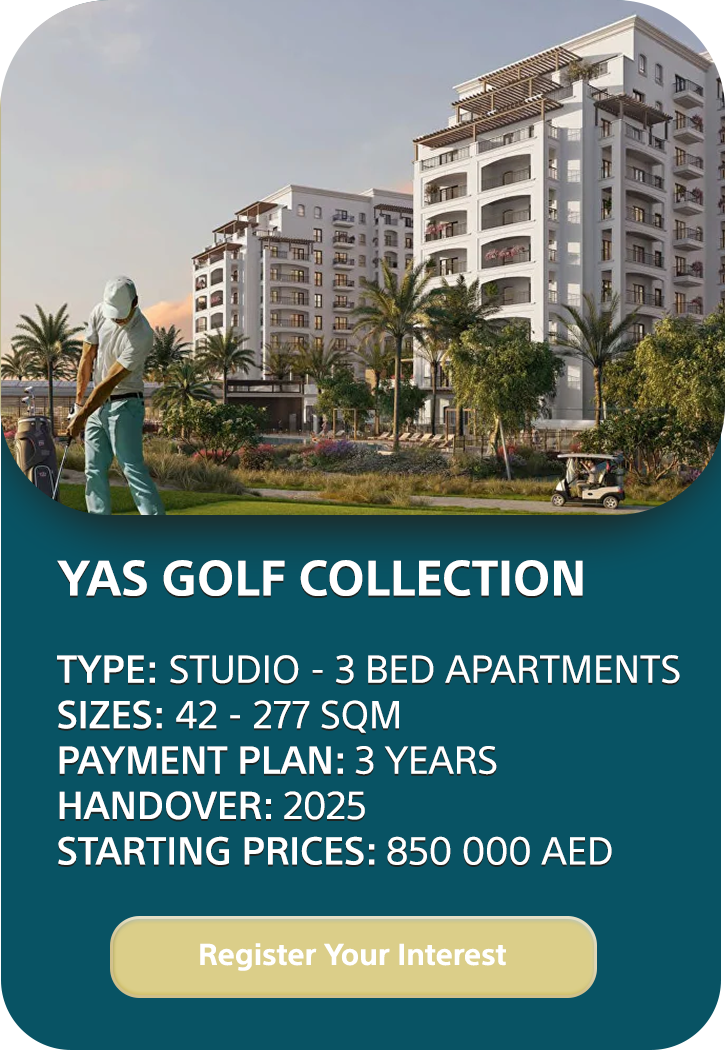 YAS GOLF COLLECTION
TYPE: STUDIO - 3 BED APARTMENTS
SIZES: 42 - 277 SQM
PAYMENT PLAN: 3 YEARS
HANDOVER: 2025
STARTING PRICES: 850 000 AED
Register Your Interest